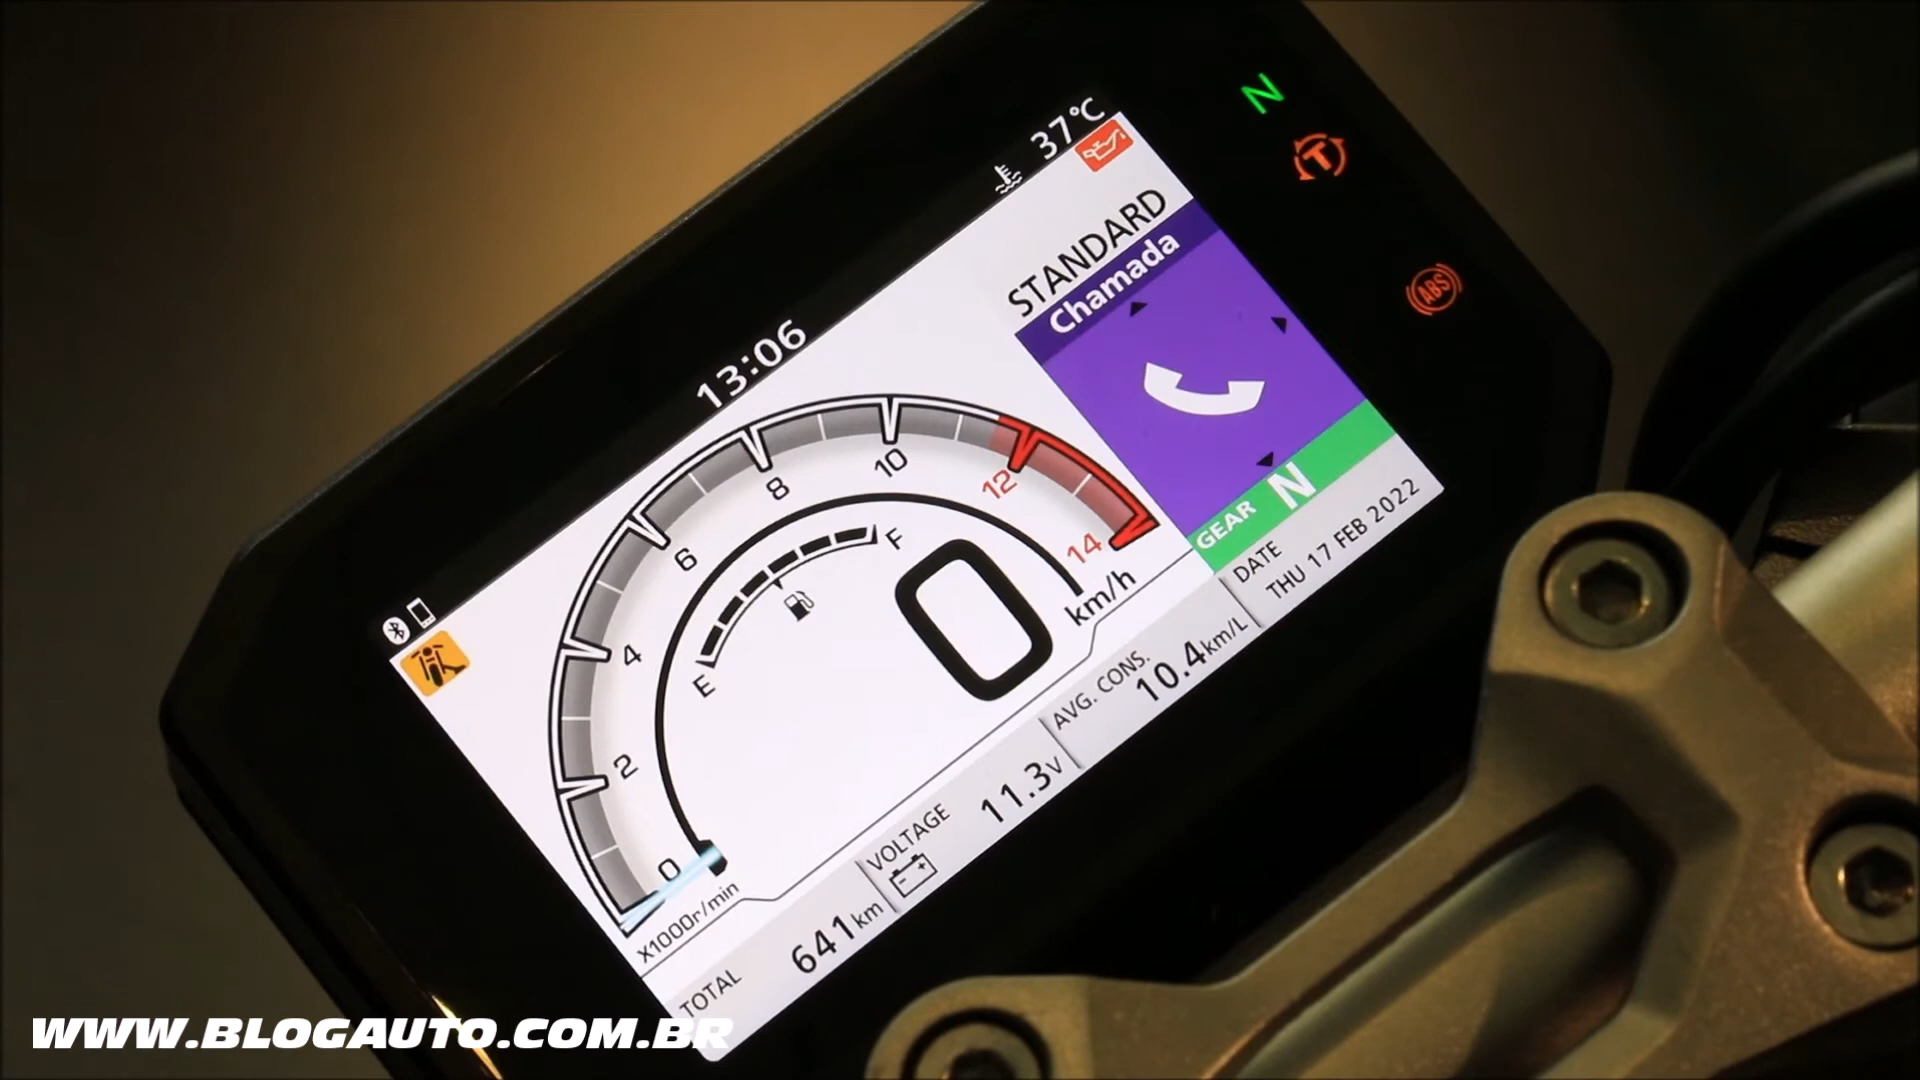 N
T
ABS
37°C
13:06
STANDARD
Chamada
GEAR N
DATE
THU 17 FEB 2022
0
2
4
6
8
10
12
14
X1000r/min
E
F
0 km/h
AVG. CONS.
10.4km/L
VOLTAGE
11.3V
TOTAL
641km
WWW.BLOGAUTO.COM.BR